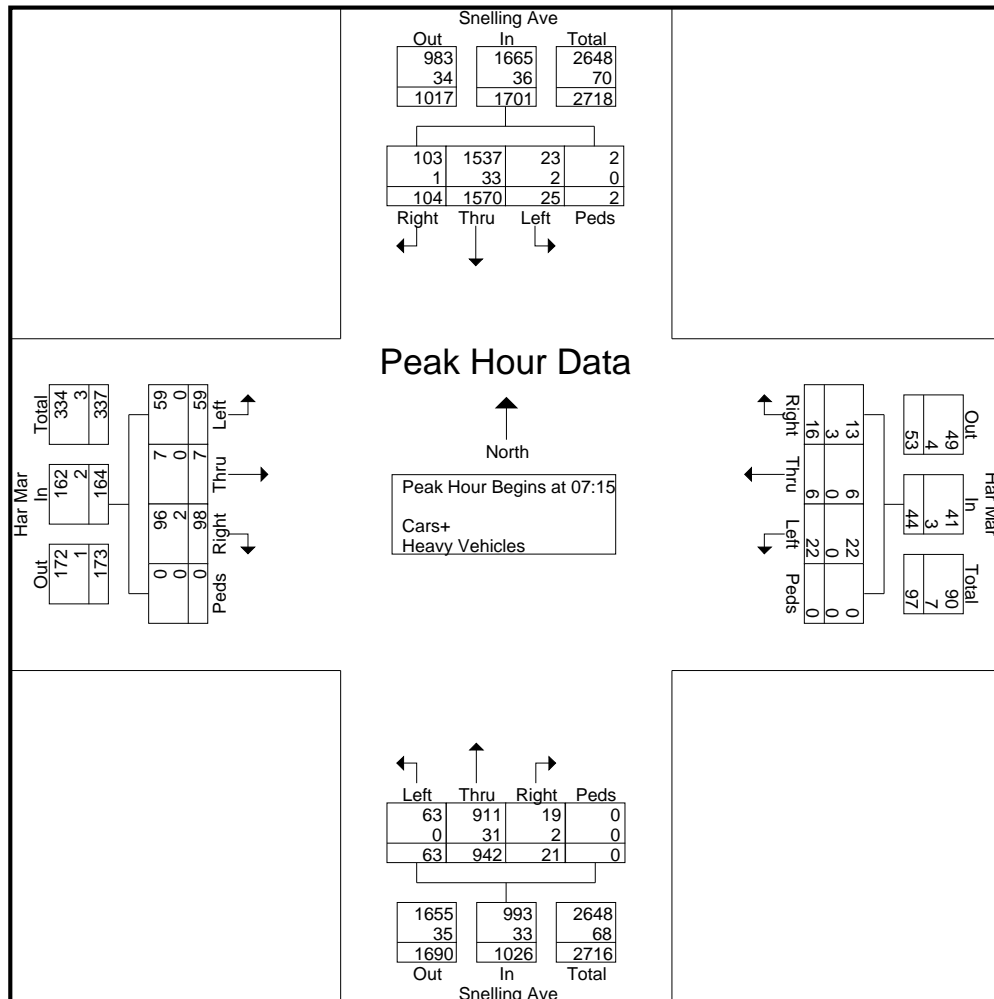 Snelling Ave
Out In Total
983 1665 2648
34 36 70
1017 1701 2718
103 1537 23 2
1 33 2 0
104 1570 25 2
Right Thru Left Peds
Peak Hour Data
North
Peak Hour Begins at 07:15
Cars+
Heavy Vehicles
Har Mar
Out In Total
172 162 334
1 2 3
173 164 337
0 96 7 59
0 2 0 0
0 98 7 59
Peds Right Thru Left
Har Mar
Out In Total
49 41 90
4 3 7
53 44 97
13 6 22 0
3 0 0 0
16 6 22 0
Right Thru Left Peds
Left Thru Right Peds
63 911 19 0
0 31 2 0
63 942 21 0
1655 993 2648
35 33 68
1690 1026 2716
Out In Total
Snelling Ave